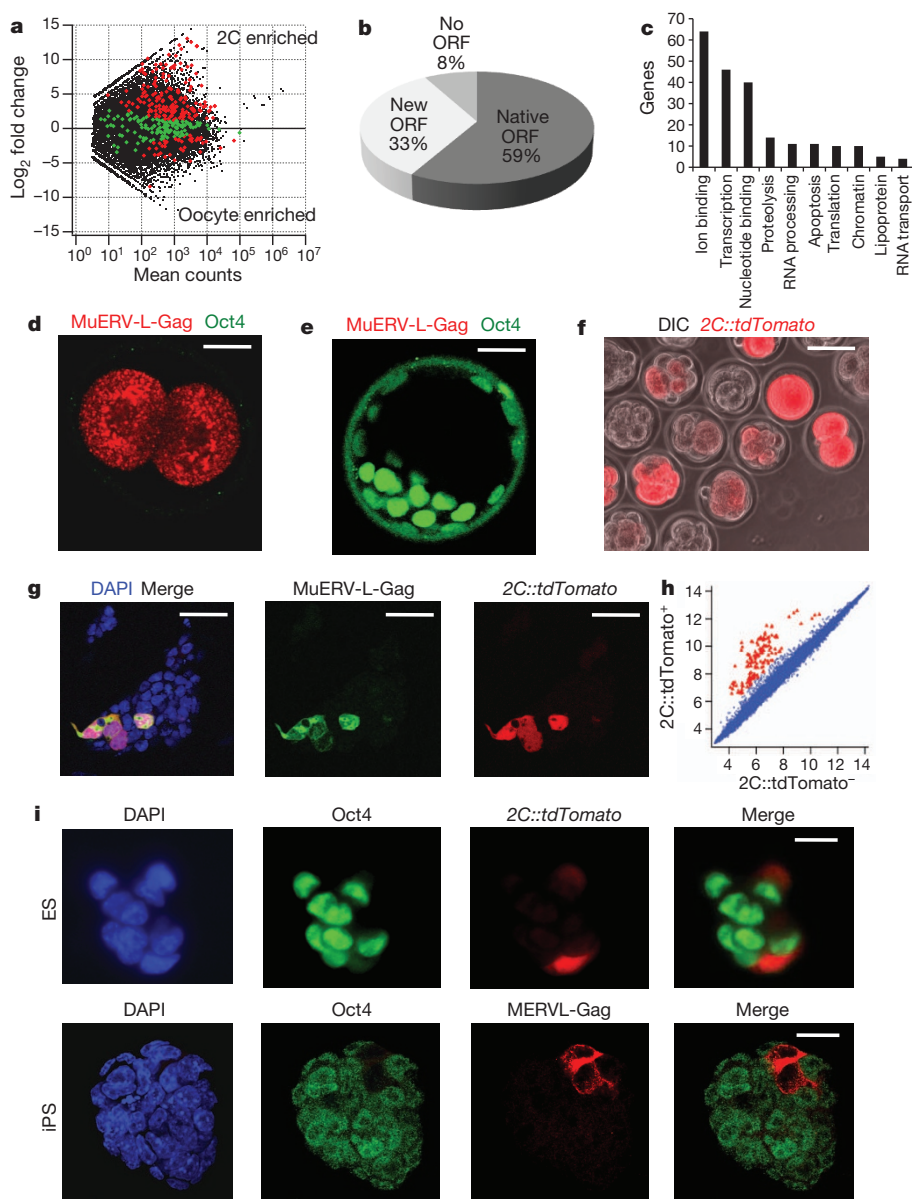 a
Log2 fold change
15
10
5
0
−5
−10
−15
2C enriched
Oocyte enriched
10^0 10^1 10^2 10^3 10^4 10^5 10^6 10^7
Mean counts
b
No
ORF
8%
New
ORF
33%
Native
ORF
59%
c
Genes
70
60
50
40
30
20
10
0
Ion binding
Transcription
Nucleotide binding
Proteolysis
RNA processing
Apoptosis
Translation
Chromatin
Lipoprotein
RNA transport
d
MuERV-L-Gag Oct4
e
MuERV-L-Gag Oct4
f
DIC 2C::tdTomato
g
DAPI Merge
MuERV-L-Gag
2C::tdTomato
h
2C::tdTomato+
14
12
10
8
6
4
4 6 8 10 12 14
2C::tdTomato−
i
DAPI
Oct4
2C::tdTomato
Merge
ES
DAPI
Oct4
MERVL-Gag
Merge
iPS